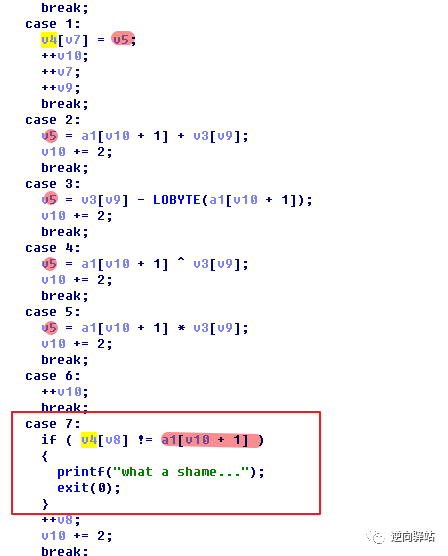 break;
case 1:
v4[v7] = v5;
++v10;
++v7;
++v9;
break;
case 2:
v5 = a1[v10 + 1] + v3[v9];
v10 += 2;
break;
case 3:
v5 = v3[v9] - LOBYTE(a1[v10 + 1]);
v10 += 2;
break;
case 4:
v5 = a1[v10 + 1] ^ v3[v9];
v10 += 2;
break;
case 5:
v5 = a1[v10 + 1] * v3[v9];
v10 += 2;
break;
case 6:
++v10;
break;
case 7:
if ( v4[v8] != a1[v10 + 1] )
{
printf("what a shame...");
exit(0);
}
++v8;
v10 += 2;
break;
逆向驿站